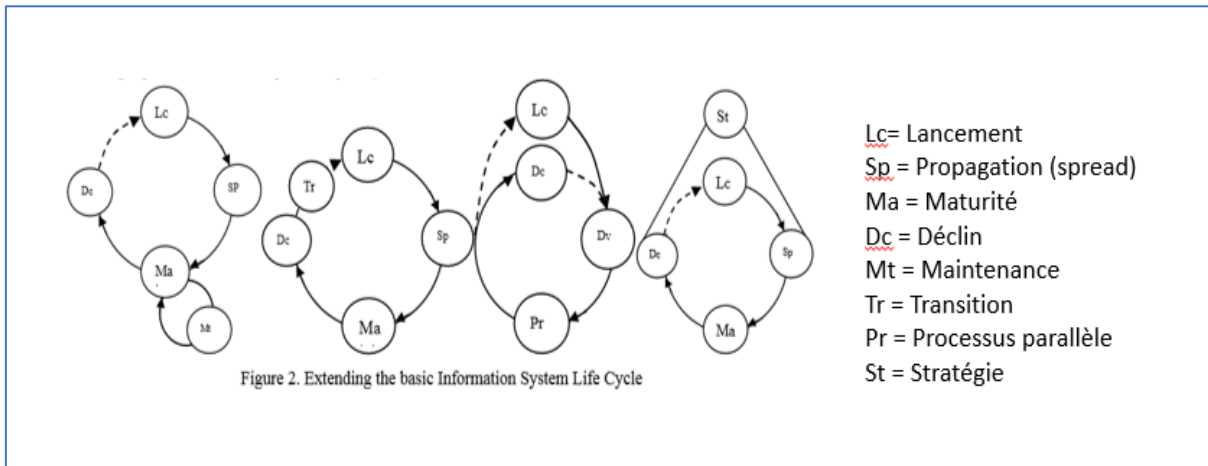 Lc
SP
Ma
Mt
Dc
Lc
Tr
Sp
Dc
Ma
Lc
Dc
Dv
Pr
St
Lc
Dc
Sp
Ma
Figure 2. Extending the basic Information System Life Cycle
Lc= Lancement
Sp = Propagation (spread)
Ma = Maturité
Dc = Déclin
Mt = Maintenance
Tr = Transition
Pr = Processus parallèle
St = Stratégie